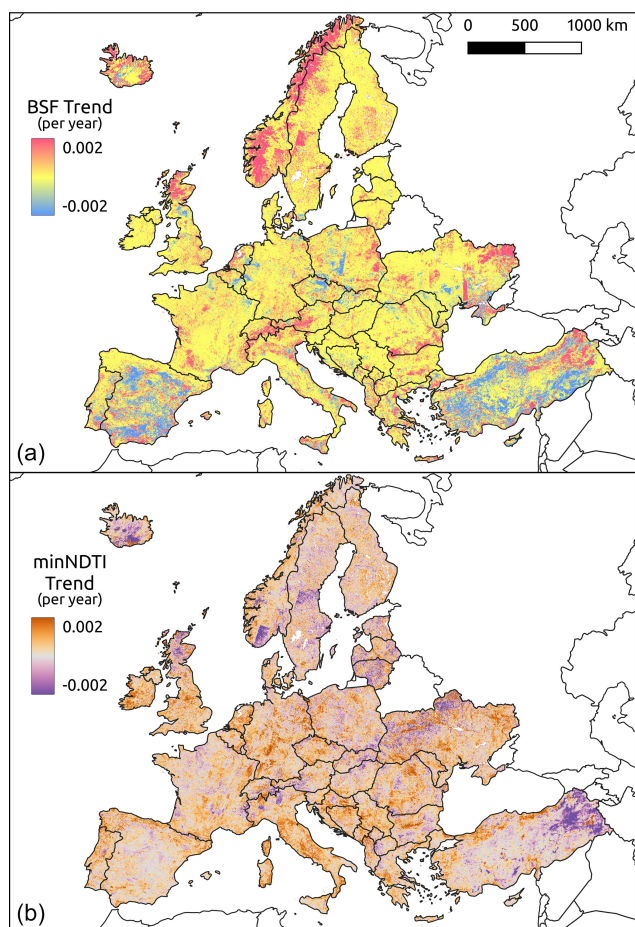 0 500 1000 km
BSF Trend
(per year)
0.002
-0.002
(a)
minNDTI
Trend
(per year)
0.002
-0.002
(b)